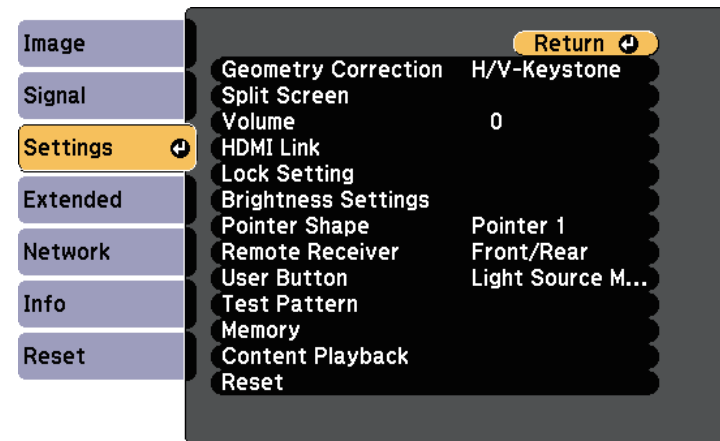 Image
Signal
Settings
Extended
Network
Info
Reset
Return
Geometry Correction H/V-Keystone
Split Screen
Volume 0
HDMI Link
Lock Setting
Brightness Settings
Pointer Shape Pointer 1
Remote Receiver Front/Rear
User Button Light Source M...
Test Pattern
Memory
Content Playback
Reset